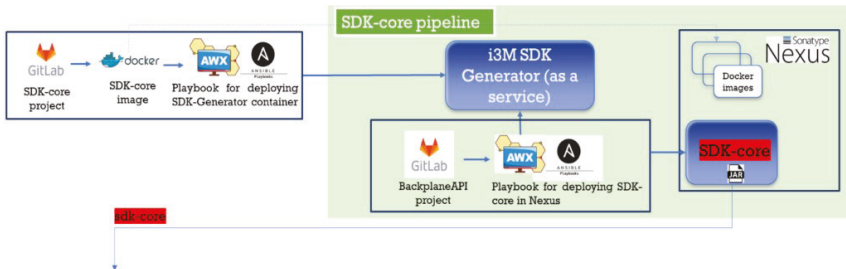 SDK-core pipeline
GitLab
SDK-core
project
docker
SDK-core
image
AWX
ANSIBLE
Playbooks
Playbook for deploying
SDK-Generator container
i3M SDK
Generator (as a
service)
Sonatype
Nexus
Docker
images
GitLab
BackplaneAPI
project
AWX
ANSIBLE
Playbooks
Playbook for deploying SDK-
core in Nexus
SDK-core
JAR
sdk-core